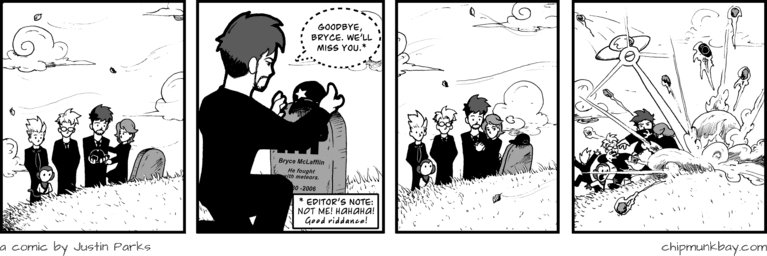 GOODBYE,
BRYCE. WE'LL
MISS YOU.*
Bryce McLafflin
He fought
with meteors.
-2006
* EDITOR'S NOTE:
NOT ME! HAHAHA!
Good riddance!
a comic by Justin Parks
chipmunkbay.com